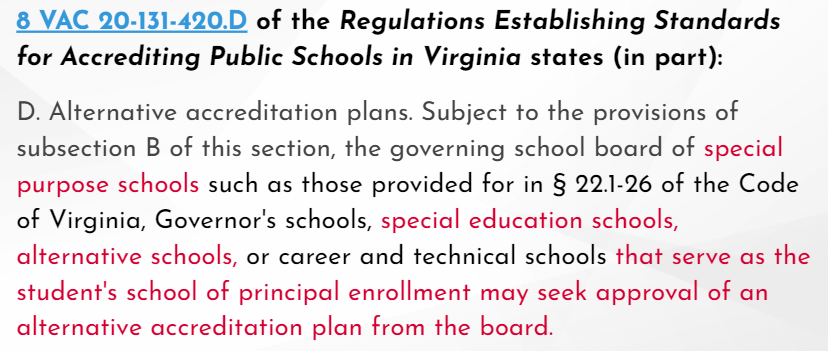 8 VAC 20-131-420.D of the Regulations Establishing Standards
for Accrediting Public Schools in Virginia states (in part):
D. Alternative accreditation plans. Subject to the provisions of
subsection B of this section, the governing school board of special
purpose schools such as those provided for in § 22.1-26 of the Code
of Virginia, Governor's schools, special education schools,
alternative schools, or career and technical schools that serve as the
student's school of principal enrollment may seek approval of an
alternative accreditation plan from the board.